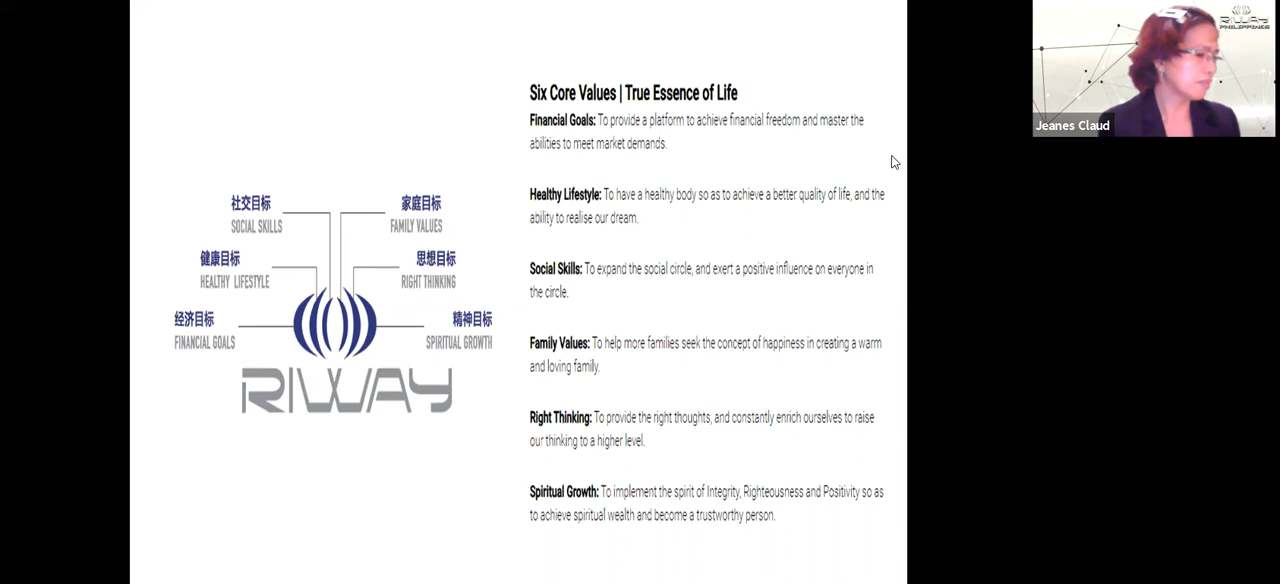 Six Core Values | True Essence of Life
Financial Goals: To provide a platform to achieve financial freedom and master the
abilities to meet market demands.
Healthy Lifestyle: To have a healthy body so as to achieve a better quality of life, and the
ability to realise our dream.
Social Skills: To expand the social circle, and exert a positive influence on everyone in
the circle.
Family Values: To help more families seek the concept of happiness in creating a warm
and loving family.
Right Thinking: To provide the right thoughts, and constantly enrich ourselves to raise
our thinking to a higher level.
Spiritual Growth: To implement the spirit of Integrity, Righteousness and Positivity so as
to achieve spiritual wealth and become a trustworthy person.
社交目标
SOCIAL SKILLS
家庭目标
FAMILY VALUES
健康目标
HEALTHY LIFESTYLE
思想目标
RIGHT THINKING
经济目标
FINANCIAL GOALS
精神目标
SPIRITUAL GROWTH
RIWAY
RIWAY
PHILIPPINES
Jeanes Claud